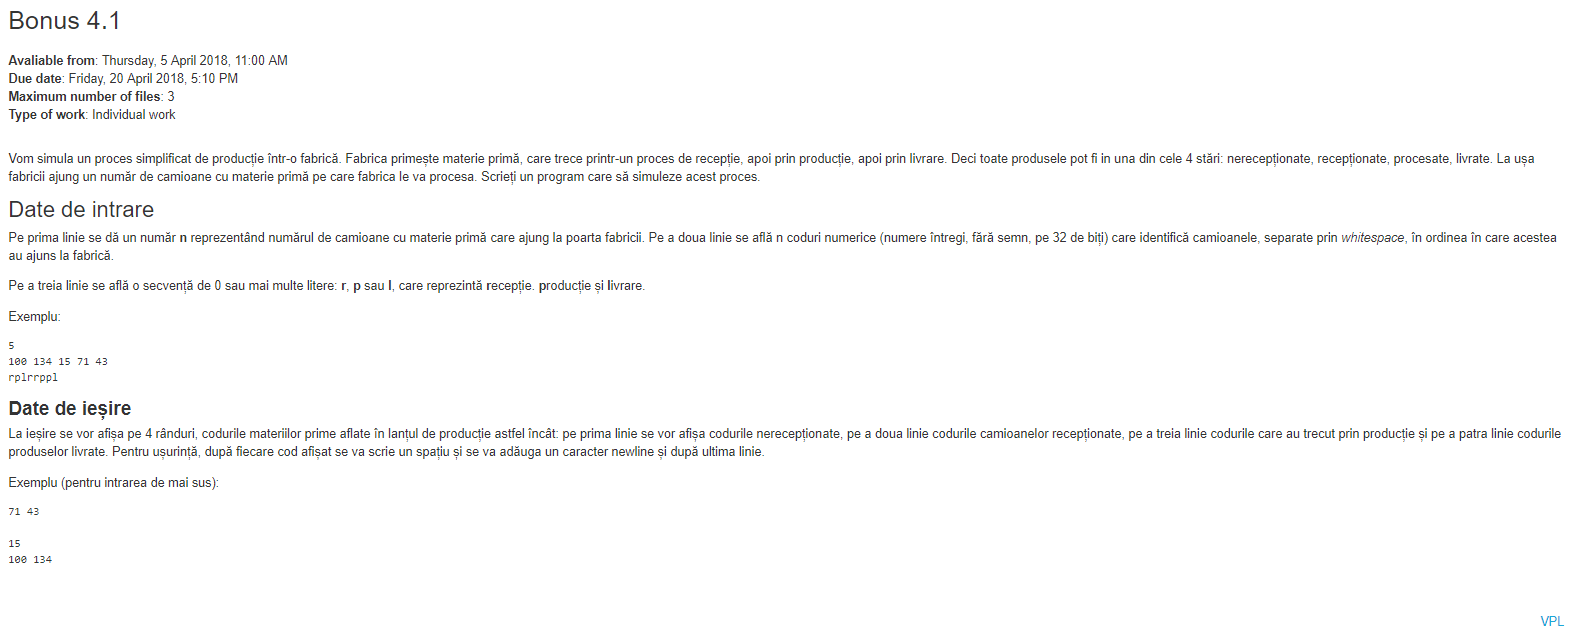 Bonus 4.1
Avaliable from: Thursday, 5 April 2018, 11:00 AM
Due date: Friday, 20 April 2018, 5:10 PM
Maximum number of files: 3
Type of work: Individual work
Vom simula un proces simplificat de producție într-o fabrică. Fabrica primește materie primă, care trece printr-un proces de recepție, apoi prin producție, apoi prin livrare. Deci toate produsele pot fi in una din cele 4 stări: nerecepționate, recepționate, procesate, livrate. La ușa
fabricii ajung un număr de camioane cu materie primă pe care fabrica le va procesa. Scrieți un program care să simuleze acest proces.
Date de intrare
Pe prima linie se dă un număr n reprezentând numărul de camioane cu materie primă care ajung la poarta fabricii. Pe a doua linie se află n coduri numerice (numere întregi, fără semn, pe 32 de biți) care identifică camioanele, separate prin whitespace, în ordinea în care acestea
au ajuns la fabrică.
Pe a treia linie se află o secvență de 0 sau mai multe litere: r, p sau l, care reprezintă recepție. producție și livrare.
Exemplu:
5
100 134 15 71 43
rplrrppl
Date de ieșire
La ieșire se vor afișa pe 4 rânduri, codurile materiilor prime aflate în lanțul de producție astfel încât: pe prima linie se vor afișa codurile nerecepționate, pe a doua linie codurile camioanelor recepționate, pe a treia linie codurile care au trecut prin producție și pe a patra linie codurile
produselor livrate. Pentru ușurință, după fiecare cod afișat se va scrie un spațiu și se va adăuga un caracter newline și după ultima linie.
Exemplu (pentru intrarea de mai sus):
71 43
15
100 134
VPL